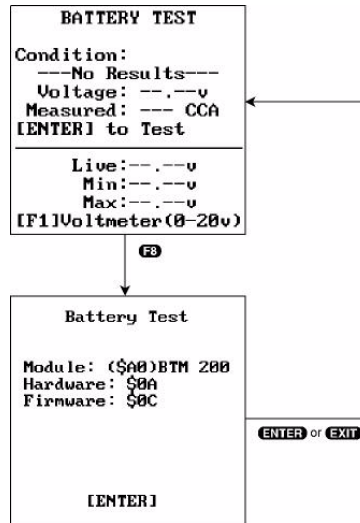 BATTERY TEST
Condition:
---No Results---
Voltage: --.--v
Measured: --- CCA
[ENTER] to Test
Live:--.--v
Min:--.--v
Max:--.--v
[F1]Voltmeter(0-20v)
F8
Battery Test
Module: ($A0)BTM 200
Hardware: $0A
Firmware: $0C
ENTER or EXIT
[ENTER]